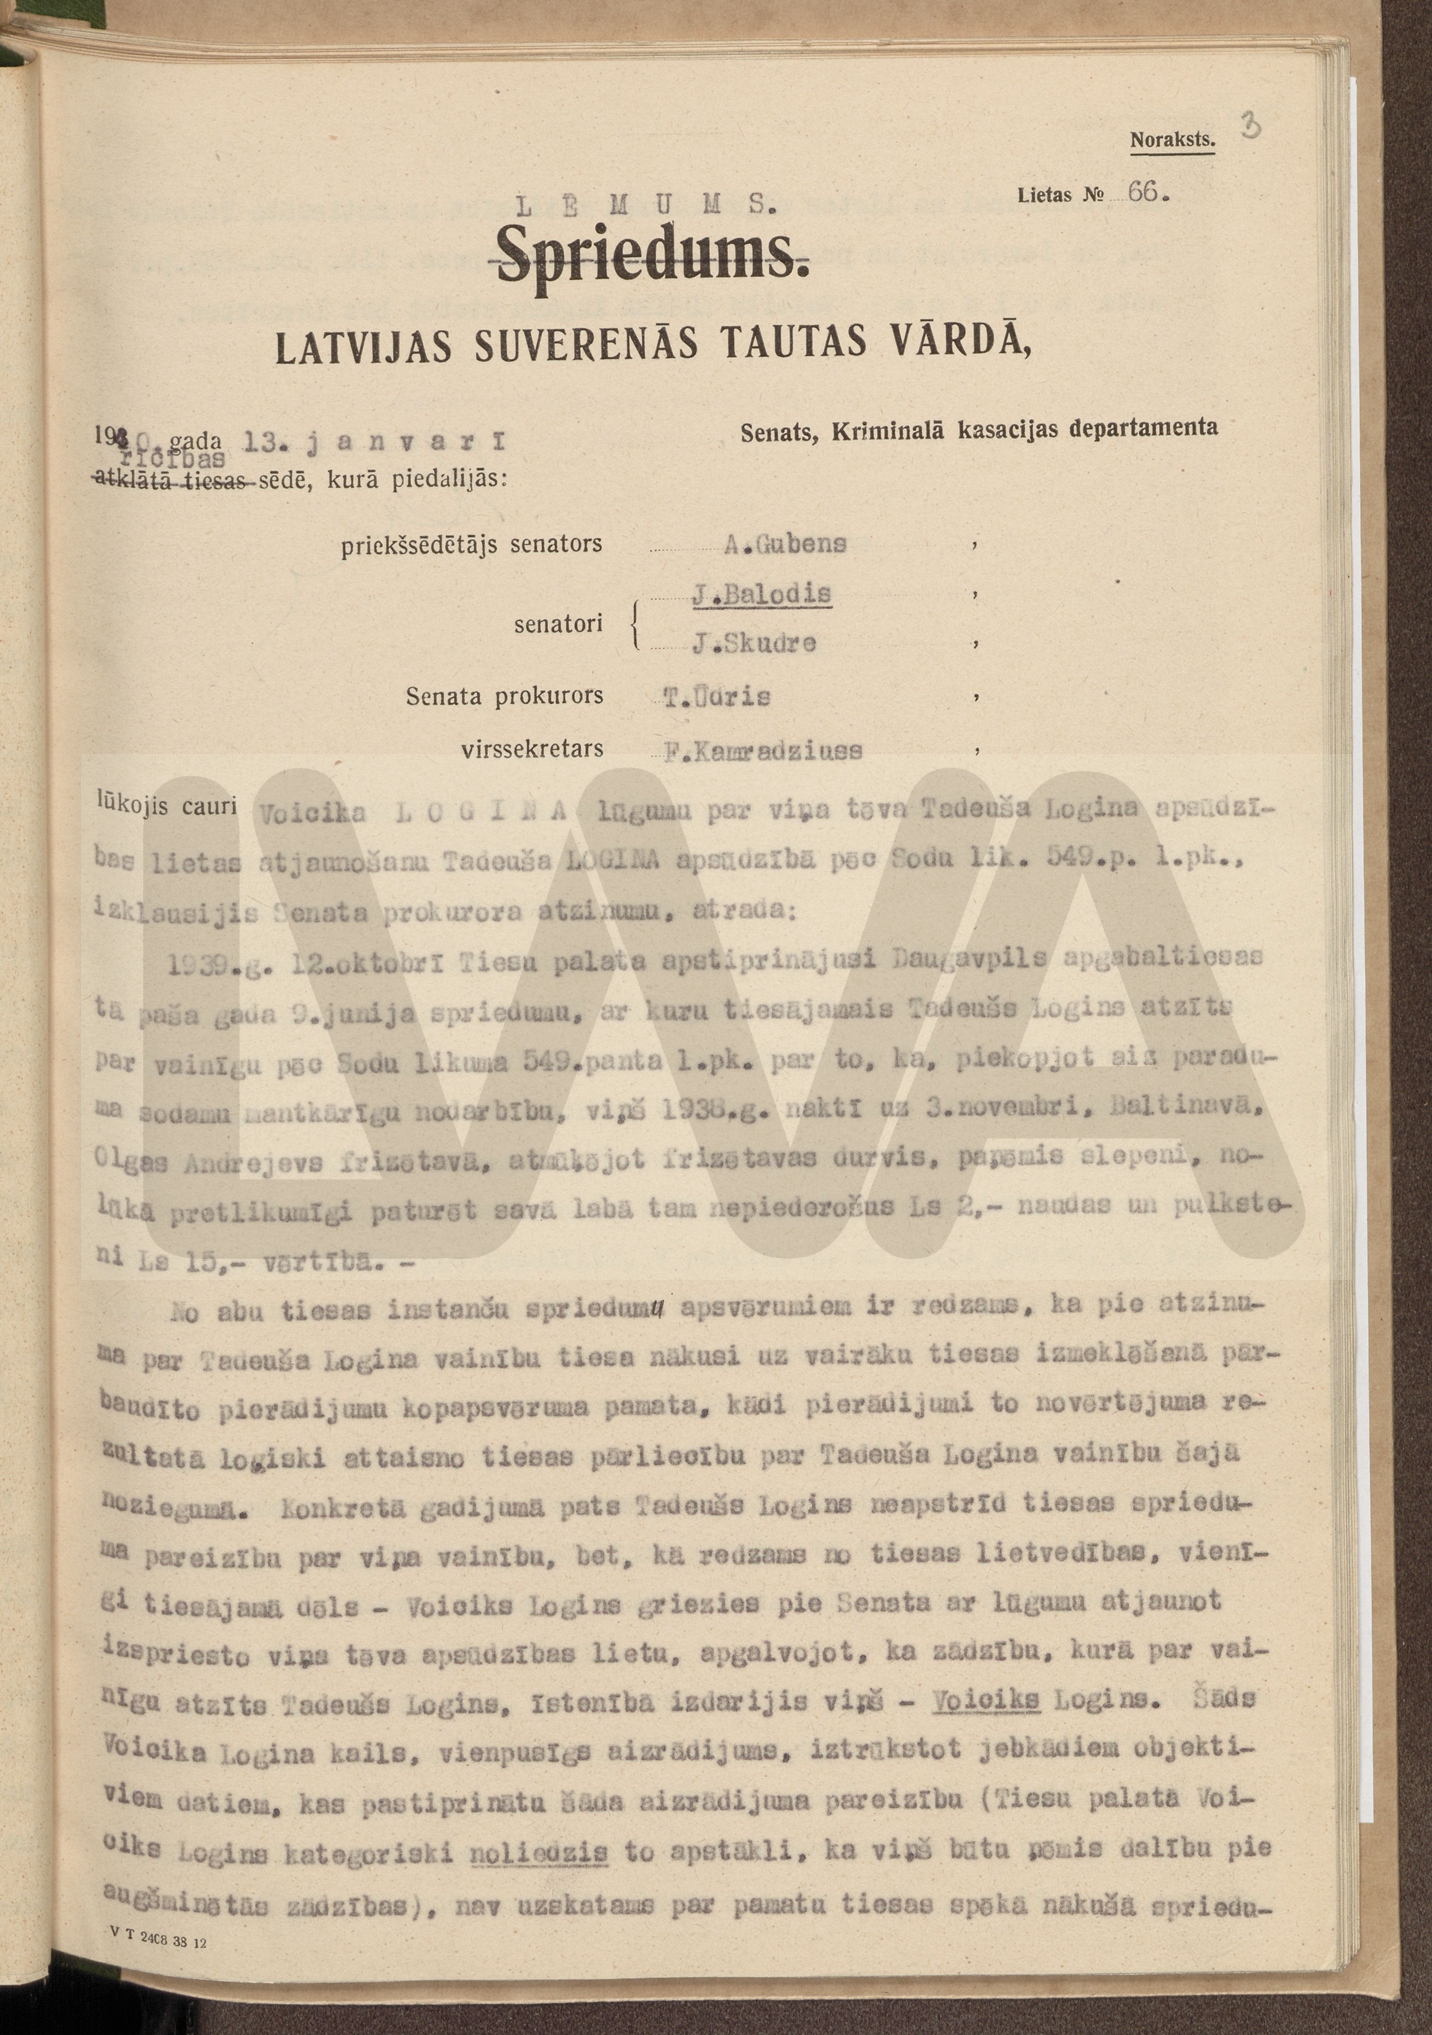 3
Noraksts.
Lietas № 66.
L Ē M U M S.
Spriedums.
LATVIJAS SUVERENĀS TAUTAS VĀRDĀ,
1940. gada 13. j a n v a r ī
Senats, Kriminalā kasacijas departamenta
rīcības
atklātā tiesas sēdē, kurā piedalijās:
priekšsēdētājs senators A.Gubens ,
J.Balodis ,
senatori
J.Skudre ,
Senata prokurors T.Ūdris ,
virssekretars F.Kamradziuss ,
lūkojis cauri Voicika L O G I N A lūgumu par viņa tēva Tadeuša Logina apsūdzī-
bas lietas atjaunošanu Tadeuša LOGINA apsūdzībā pēc Sodu lik. 549.p. 1.pk.,
izklausijis Senata prokurora atzinumu, atrada:
1939.g. 12.oktobrī Tiesu palata apstiprinājusi Daugavpils apgabaltiesas
tā paša gada 9.junija spriedumu, ar kuru tiesājamais Tadeušs Logins atzīts
par vainīgu pēc Sodu likuma 549.panta 1.pk. par to, ka, piekopjot aiz paradu-
ma sodamu mantkārīgu nodarbību, viņš 1938.g. naktī uz 3.novembri, Baltinavā,
Olgas Andrejevs frizētavā, atmūķējot frizētavas durvis, paņēmis slepeni, no-
lūkā pretlikumīgi paturēt savā labā tam nepiederošus Ls 2,- naudas un pulkste-
ni Ls 15,- vērtībā. -
No abu tiesas instanču spriedumu apsvērumiem ir redzams, ka pie atzinu-
ma par Tadeuša Logina vainību tiesa nākusi uz vairāku tiesas izmeklēšanā pār-
baudīto pierādijumu kopapsvēruma pamata, kādi pierādijumi to novērtējuma re-
zultatā logiski attaisno tiesas pārliecību par Tadeuša Logina vainību šajā
noziegumā. Konkretā gadijumā pats Tadeušs Logins neapstrīd tiesas spriedu-
ma pareizību par viņa vainību, bet, kā redzams no tiesas lietvedības, vienī-
gi tiesājamā dēls - Voiciks Logins griezies pie Senata ar lūgumu atjaunot
izspriesto viņa tēva apsūdzības lietu, apgalvojot, ka zādzību, kurā par vai-
nīgu atzīts Tadeušs Logins, īstenībā izdarijis viņš - Voiciks Logins. Šāds
Voicika Logina kails, vienpusīgs aizrādijums, iztrūkstot jebkādiem objekti-
viem datiem, kas pastiprinātu šāda aizrādijuma pareizību (Tiesu palatā Voi-
ciks Logins kategoriski noliedzis to apstākli, ka viņš būtu ņēmis dalību pie
augšminētās zādzības), nav uzskatams par pamatu tiesas spēkā nākušā spriedu-
V T 2408 38 12